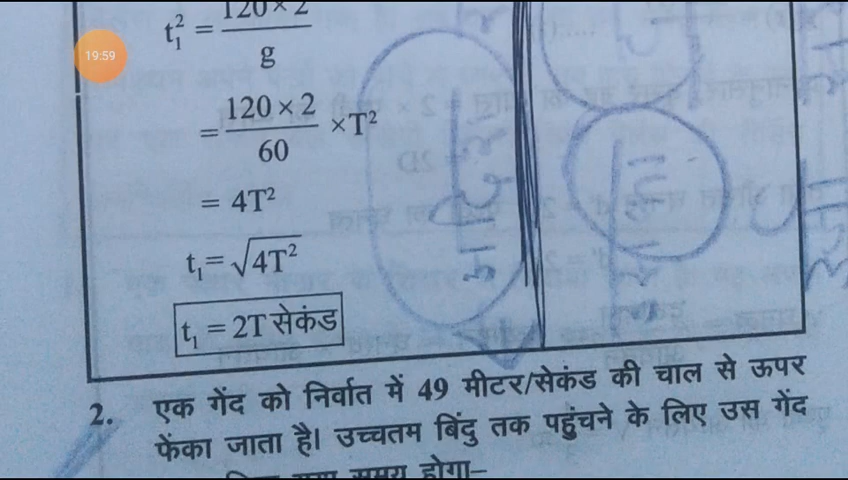 19:59
t₁² = 120 × 2 / g
= 120 × 2 / 60 × T²
= 4T²
t₁ = √4T²
t₁ = 2T सेकंड
2. एक गेंद को निर्वात में 49 मीटर/सेकंड की चाल से ऊपर
फेंका जाता है। उच्चतम बिंदु तक पहुंचने के लिए उस गेंद
समय होगा–